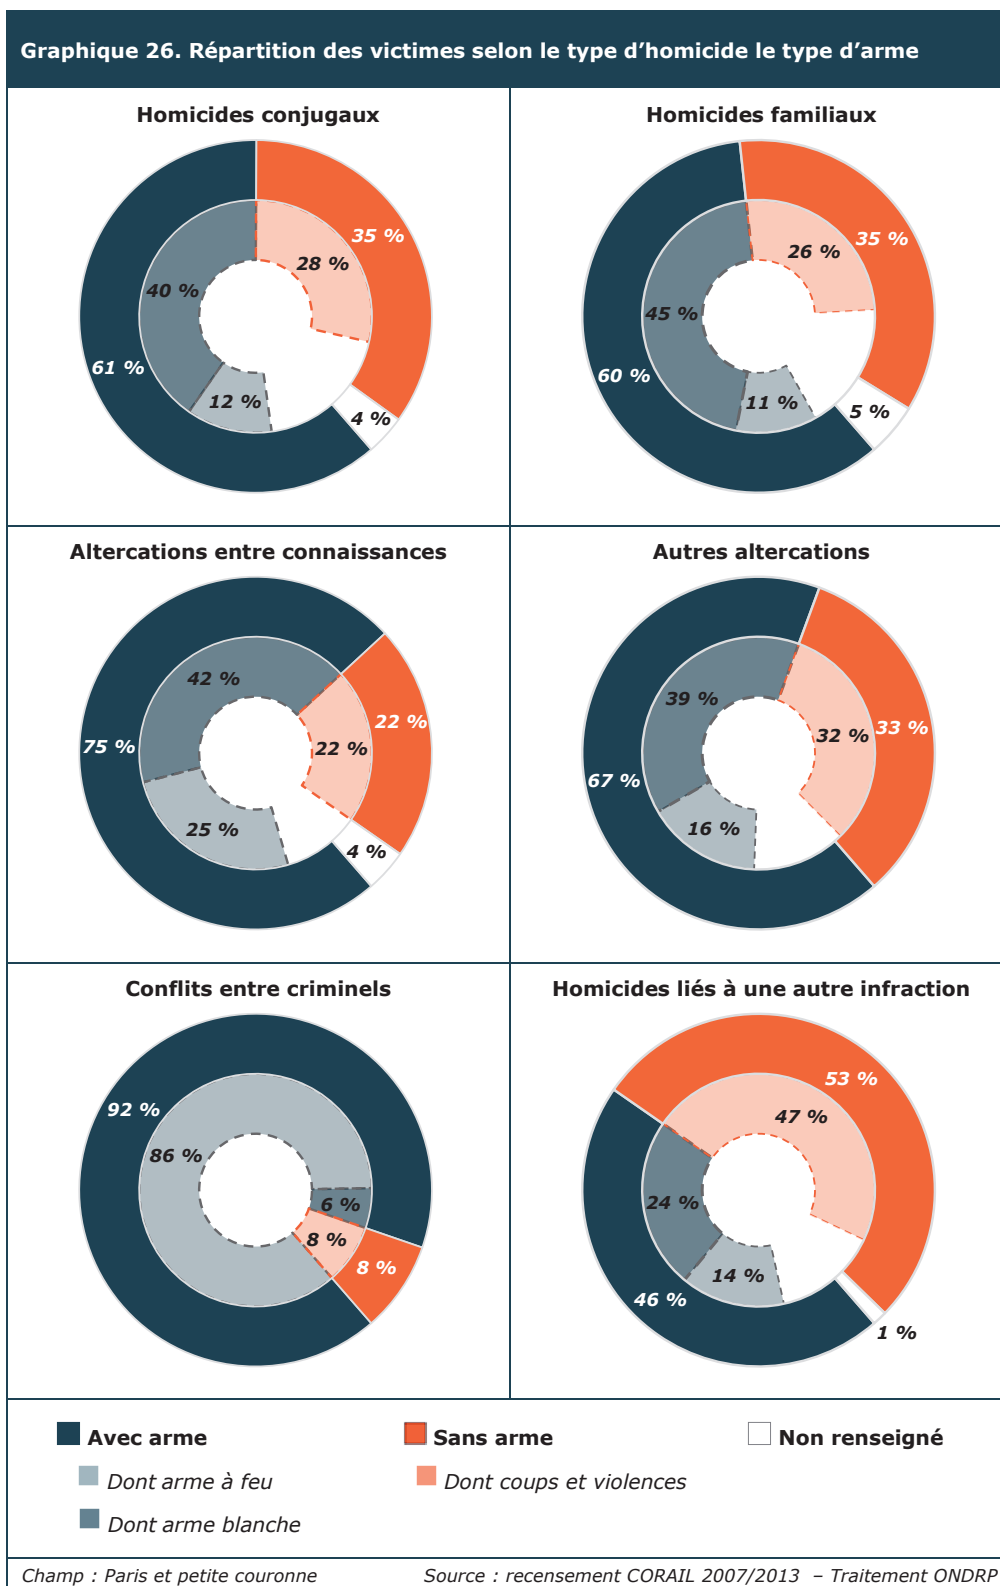 Graphique 26. Répartition des victimes selon le type d’homicide le type d’arme
Homicides conjugaux
35 %
28 %
40 %
61 %
12 %
4 %
Homicides familiaux
35 %
26 %
45 %
60 %
11 %
5 %
Altercations entre connaissances
42 %
22 %
22 %
75 %
25 %
4 %
Autres altercations
39 %
33 %
32 %
67 %
16 %
Conflits entre criminels
92 %
86 %
6 %
8 %
8 %
Homicides liés à une autre infraction
53 %
47 %
24 %
14 %
46 %
1 %
Avec arme
Sans arme
Non renseigné
Dont arme à feu
Dont coups et violences
Dont arme blanche
Champ : Paris et petite couronne
Source : recensement CORAIL 2007/2013 – Traitement ONDRP